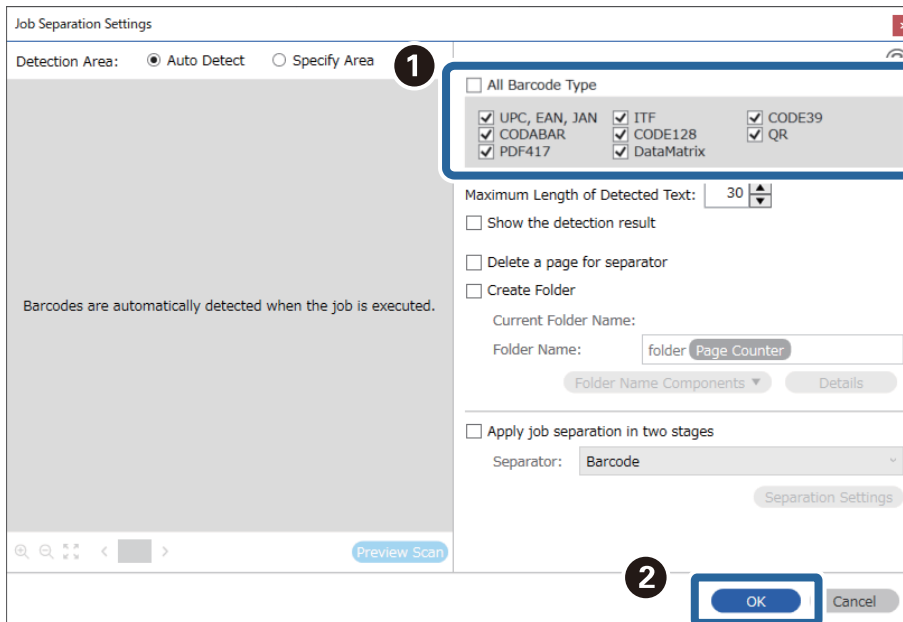 Job Separation Settings
Detection Area: Auto Detect Specify Area
1
All Barcode Type
UPC, EAN, JAN ITF CODE39
CODABAR CODE128 QR
PDF417 DataMatrix
Maximum Length of Detected Text: 30
Show the detection result
Delete a page for separator
Barcodes are automatically detected when the job is executed.
Create Folder
Current Folder Name:
Folder Name: folder Page Counter
Folder Name Components Details
Apply job separation in two stages
Separator: Barcode
Separation Settings
Preview Scan
2
OK Cancel